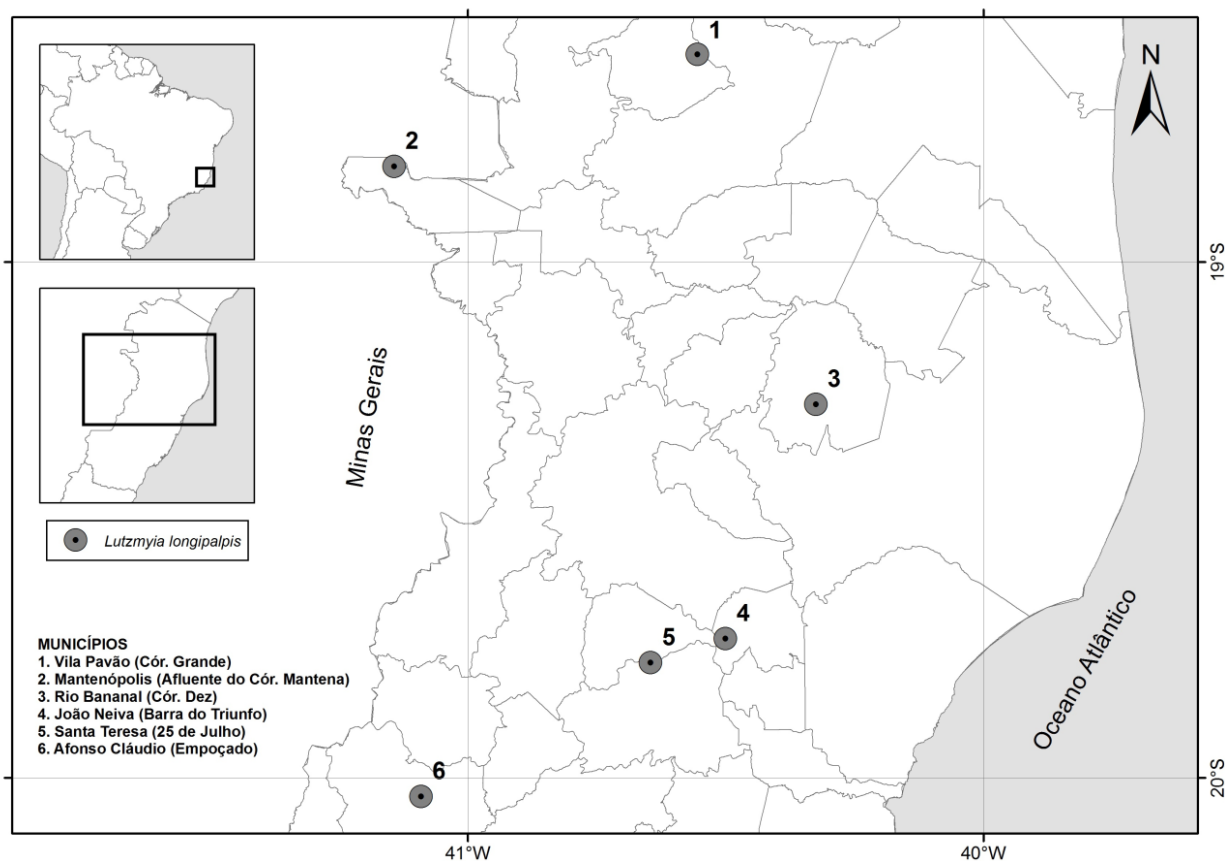 1
N
2
19°S
3
Minas Gerais
Lutzmyia longipalpis
4
5
Oceano Atlântico
MUNICÍPIOS
1. Vila Pavão (Cór. Grande)
2. Mantenópolis (Afluente do Cór. Mantena)
3. Rio Bananal (Cór. Dez)
4. João Neiva (Barra do Triunfo)
5. Santa Teresa (25 de Julho)
6. Afonso Cláudio (Empoçado)
6
20°S
41°W
40°W